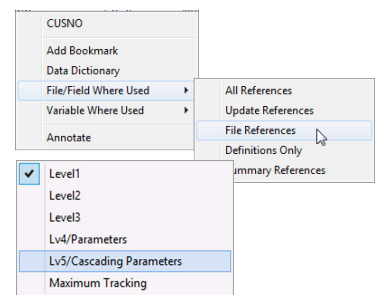 CUSNO
Add Bookmark
Data Dictionary
File/Field Where Used
Variable Where Used
Annotate
All References
Update References
File References
Definitions Only
ummary References
Level1
Level2
Level3
Lv4/Parameters
Lv5/Cascading Parameters
Maximum Tracking